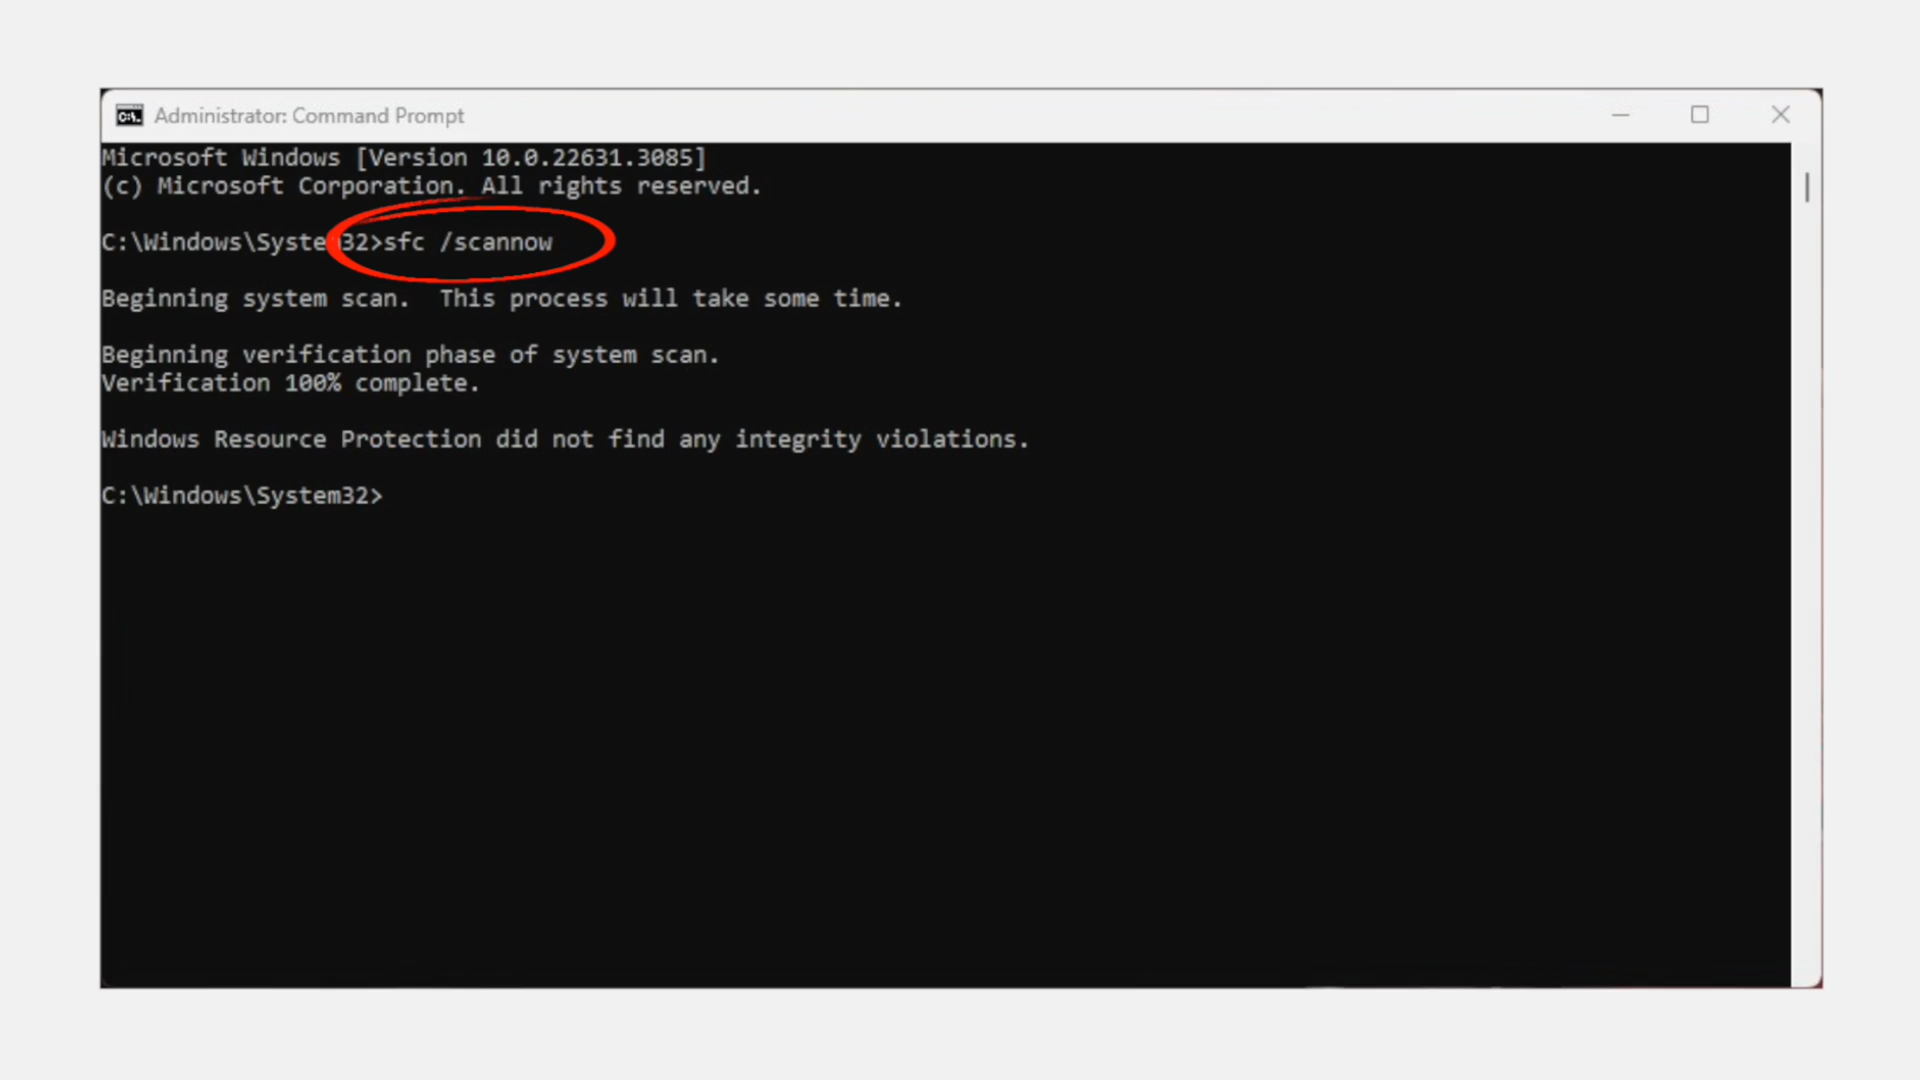 Administrator: Command Prompt
Microsoft Windows [Version 10.0.22631.3085]
(c) Microsoft Corporation. All rights reserved.
C:\Windows\System32>sfc /scannow
Beginning system scan.  This process will take some time.
Beginning verification phase of system scan.
Verification 100% complete.
Windows Resource Protection did not find any integrity violations.
C:\Windows\System32>